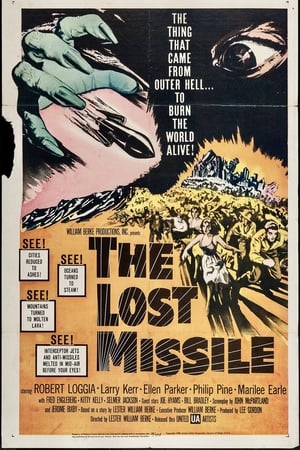 THE
THING
THAT
CAME
FROM
OUTER HELL...
TO BURN
THE
WORLD
ALIVE!
WILLIAM BERKE PRODUCTIONS, INC. presents
THE
LOST
MISSILE
SEE!
CITIES
REDUCED
TO
ASHES!
SEE!
OCEANS
TURNED
TO
STEAM!
SEE!
MOUNTAINS
TURNED
TO MOLTEN
LAVA!
SEE!
INTERCEPTOR JETS
AND ANTI-MISSILES
MELTED IN MID-AIR
BEFORE YOUR EYES!
starring ROBERT LOGGIA • Larry Kerr • Ellen Parker • Philip Pine • Marilee Earle
with FRED ENGLEBERG • KITTY KELLY • SELMER JACKSON • Guest stars JOE HYAMS • BILL BRADLEY • Screenplay by JOHN McPARTLAND
and JEROME BIXBY • Based on a story by LESTER WILLIAM BERKE • Executive Producer WILLIAM BERKE • Produced by LEE GORDON
Directed by LESTER WILLIAM BERKE • Released thru UNITED UA ARTISTS